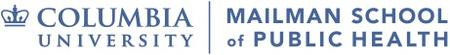 COLUMBIA
UNIVERSITY
MAILMAN SCHOOL
of PUBLIC HEALTH